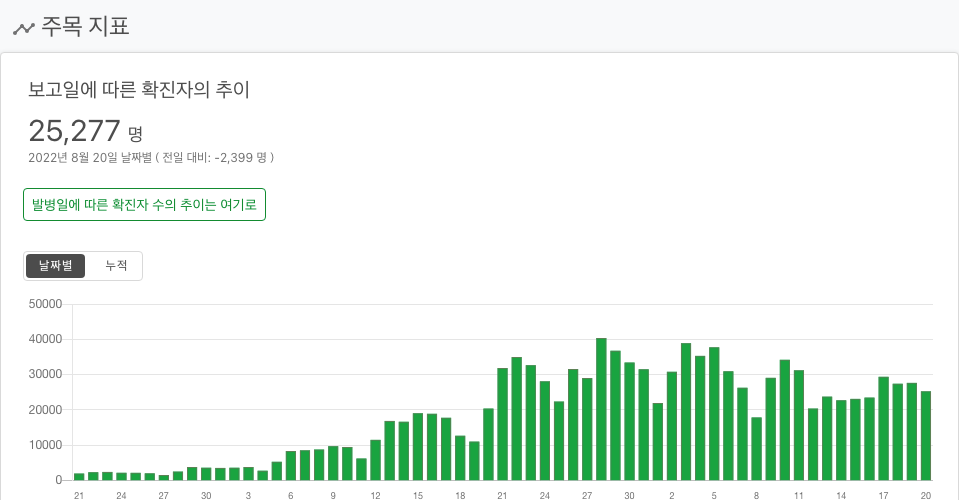 주목 지표
보고일에 따른 확진자의 추이
25,277 명
2022년 8월 20일 날짜별 ( 전일 대비: -2,399 명 )
발병일에 따른 확진자 수의 추이는 여기로
날짜별 누적
50000
40000
30000
20000
10000
0
21 24 27 30 3 6 9 12 15 18 21 24 27 30 2 5 8 11 14 17 20